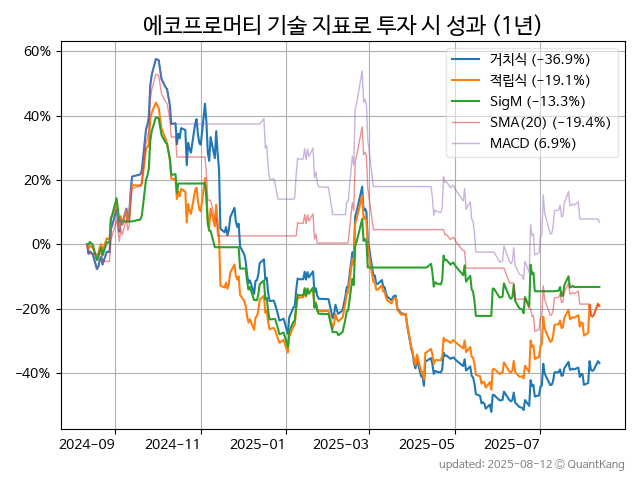 에코프로머티 기술 지표로 투자 시 성과 (1년)
거치식 (−36.9%)
적립식 (−19.1%)
SigM (−13.3%)
SMA(20) (−19.4%)
MACD (6.9%)
60%
40%
20%
0%
−20%
−40%
2024−09 2024−11 2025−01 2025−03 2025−05 2025−07
updated: 2025-08-12 © QuantKang